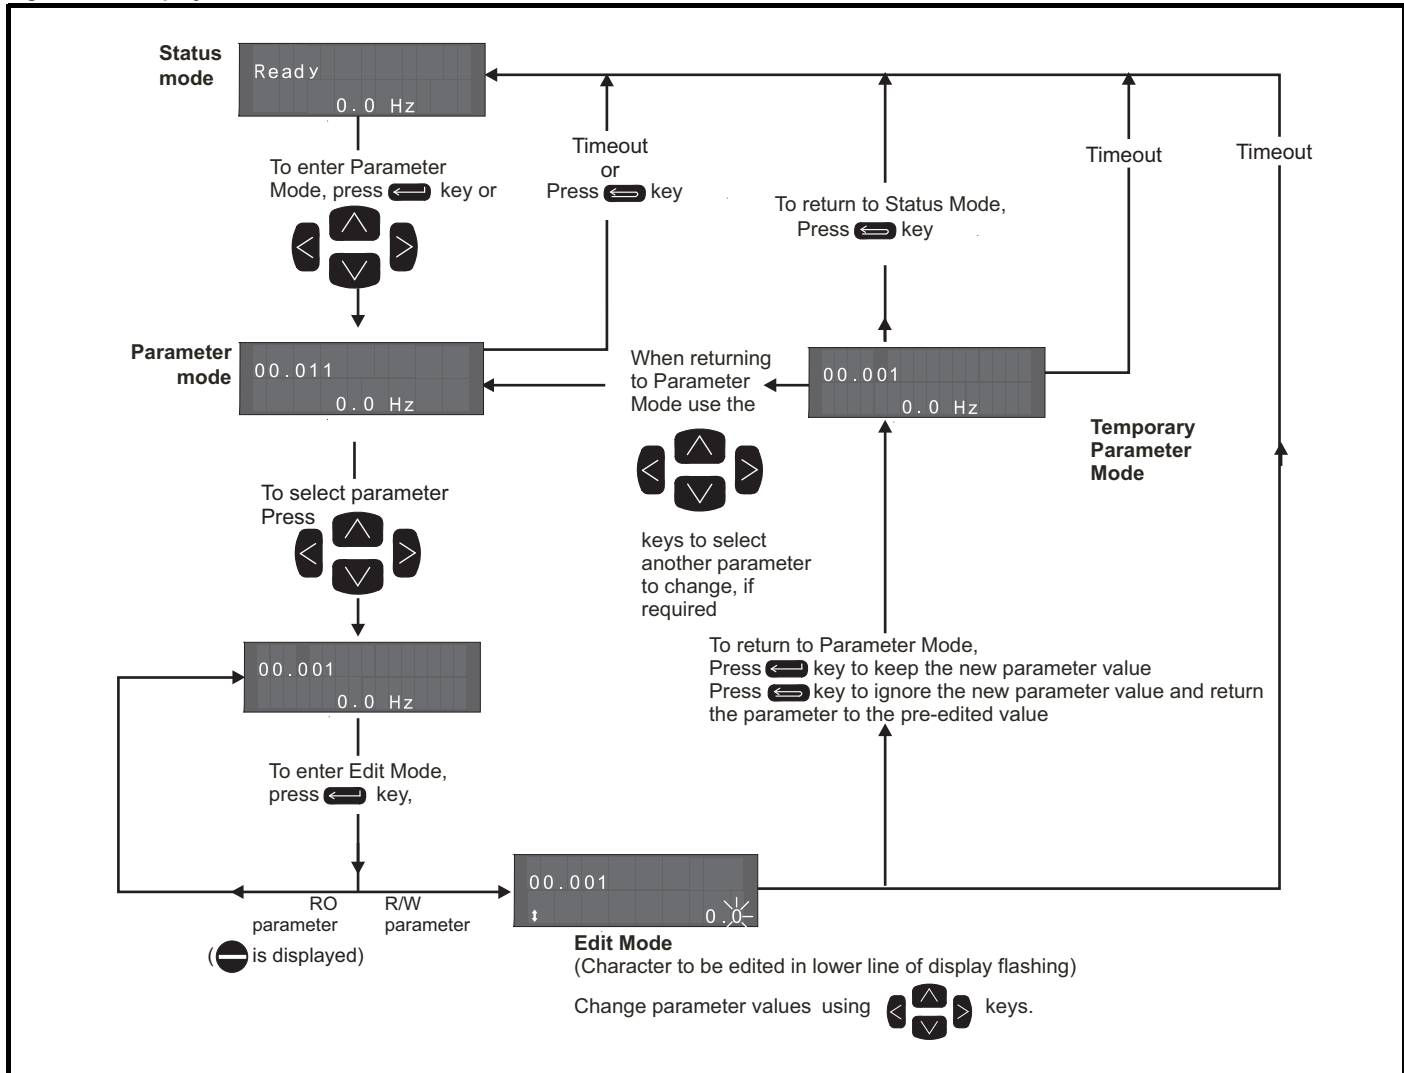 Status
mode
Ready
0.0 Hz
To enter Parameter
Mode, press key or
Timeout
or
Press key
To return to Status Mode,
Press key
Timeout
Timeout
Parameter
mode
00.011
0.0 Hz
When returning
to Parameter
Mode use the
keys to select
another parameter
to change, if
required
00.001
0.0 Hz
Temporary
Parameter
Mode
To select parameter
Press
00.001
0.0 Hz
To return to Parameter Mode,
Press key to keep the new parameter value
Press key to ignore the new parameter value and return
the parameter to the pre-edited value
To enter Edit Mode,
press key,
RO
parameter
( is displayed)
R/W
parameter
00.001
0.0
Edit Mode
(Character to be edited in lower line of display flashing)
Change parameter values using keys.